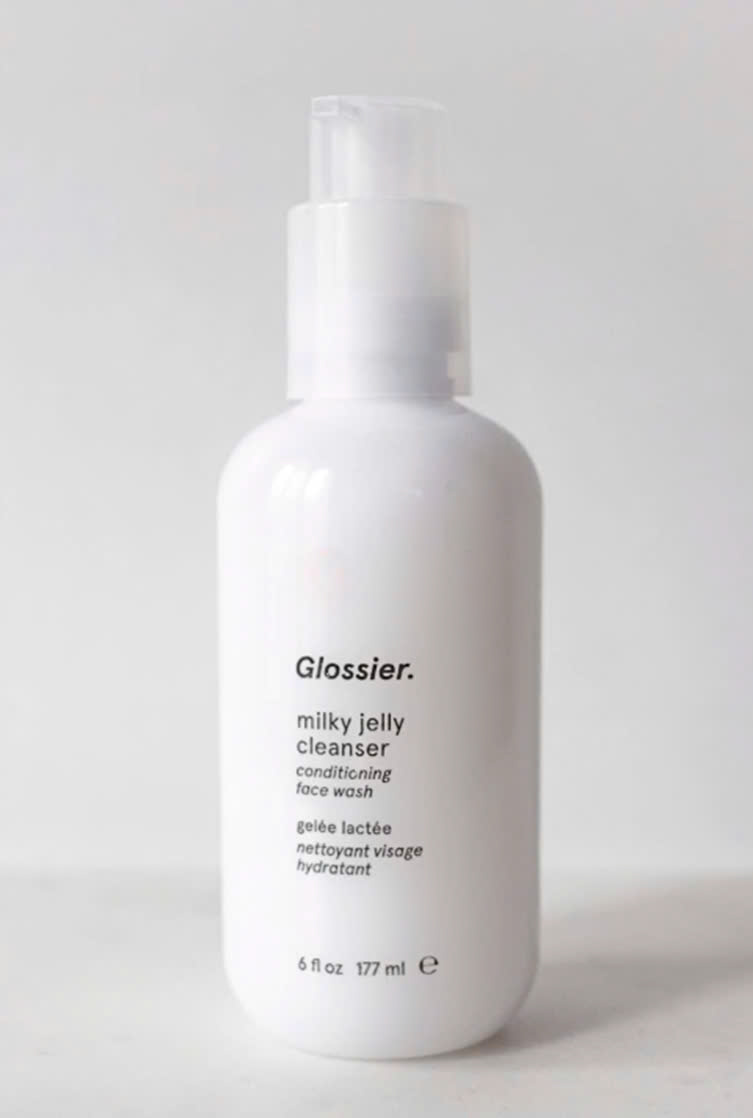 Glossier.
milky jelly
cleanser
conditioning
face wash
gelée lactée
nettoyant visage
hydratant
6 fl oz 177 ml ℮